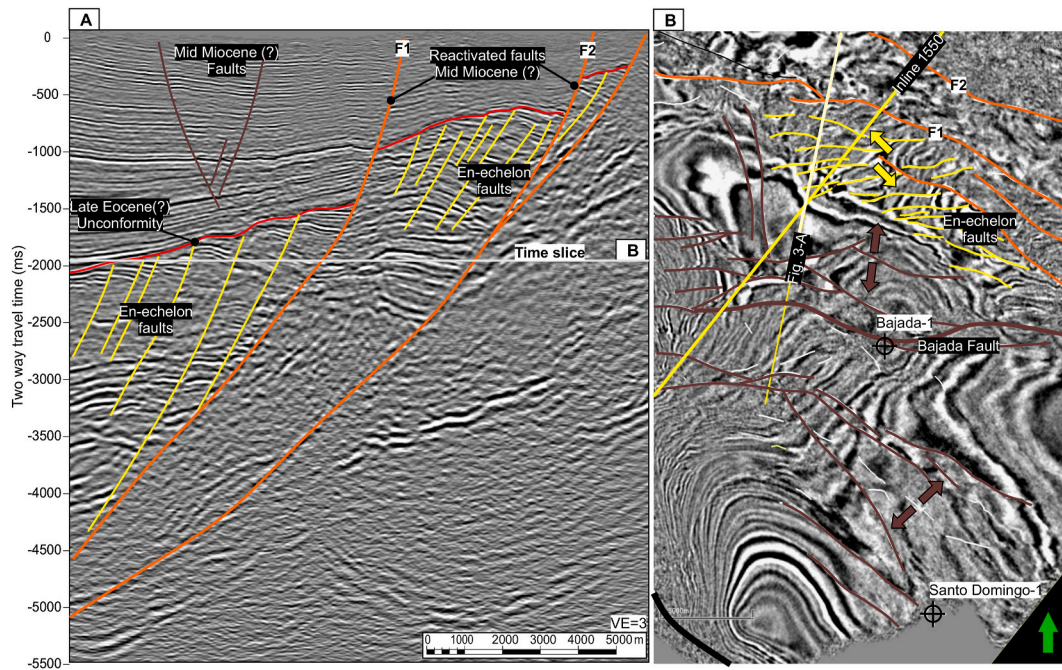 A
F1
F2
Mid Miocene (?)
Faults
Reactivated faults
Mid Miocene (?)
En-echelon
faults
Late Eocene(?)
Unconformity
Time slice
B
En-echelon
faults
Two way travel time (ms)
0
-500
-1000
-1500
-2000
-2500
-3000
-3500
-4000
-4500
-5000
-5500
VE=3
0
1000
2000
3000
4000
5000 m
B
Inline 1550
F2
F1
En-echelon
faults
Fig. 3-A
Bajada-1
Bajada Fault
Santo Domingo-1